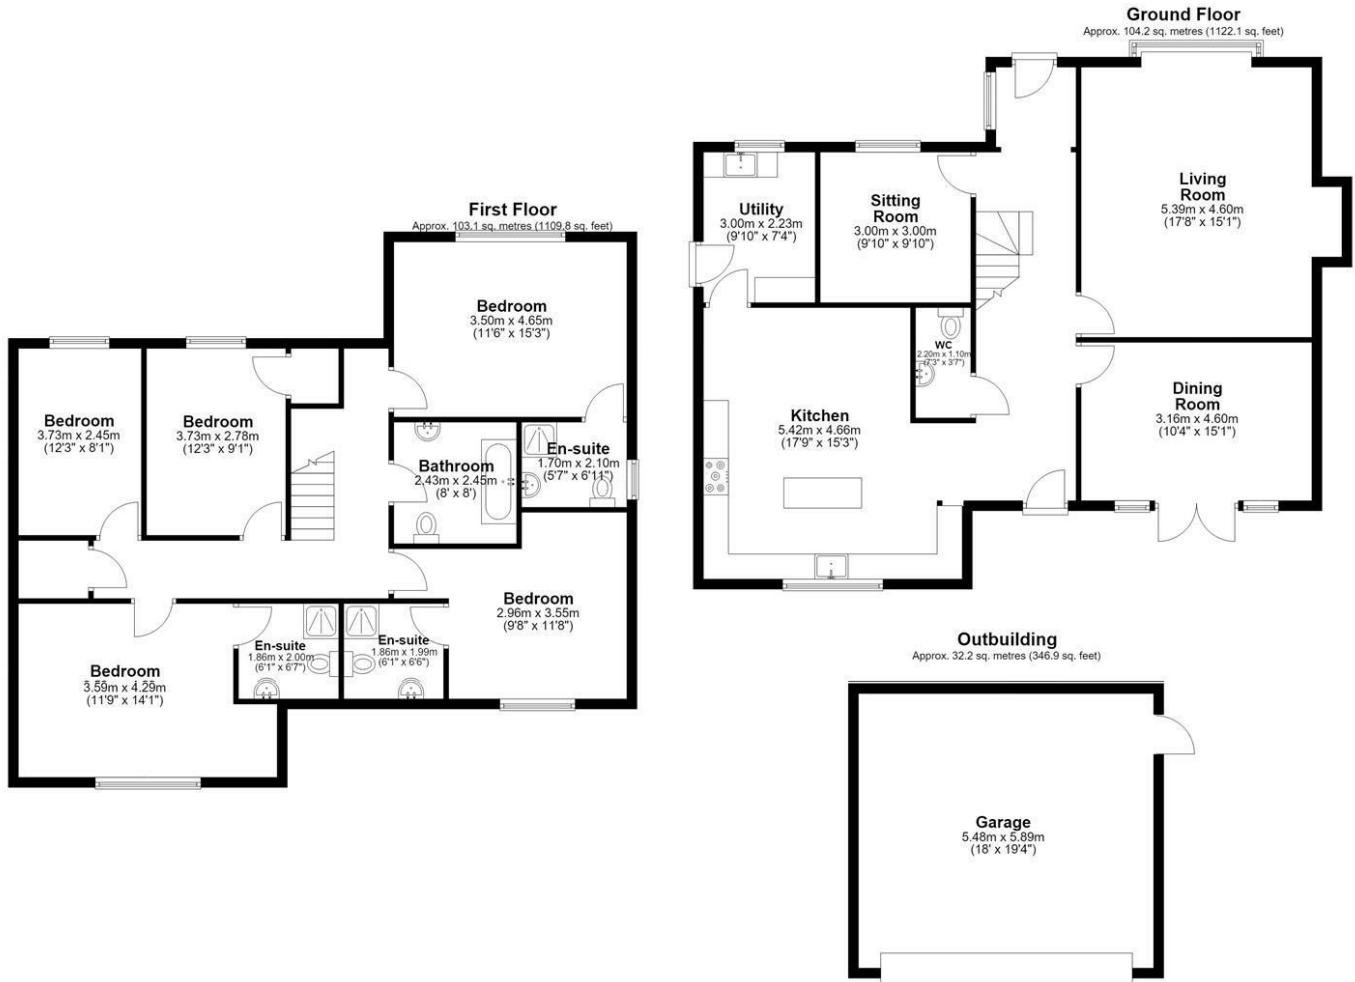 Ground Floor
Approx. 104.2 sq. metres (1122.1 sq. feet)
Utility
3.00m x 2.23m
(9'10" x 7'4")
Sitting
Room
3.00m x 3.00m
(9'10" x 9'10")
Living
Room
5.39m x 4.60m
(17'8" x 15'1")
WC
2.20m x 1.10m
(7'3" x 3'7")
Kitchen
5.42m x 4.66m
(17'9" x 15'3")
Dining
Room
3.16m x 4.60m
(10'4" x 15'1")
First Floor
Approx. 103.1 sq. metres (1109.8 sq. feet)
Bedroom
3.50m x 4.65m
(11'6" x 15'3")
Bedroom
3.73m x 2.45m
(12'3" x 8'1")
Bedroom
3.73m x 2.78m
(12'3" x 9'1")
Bathroom
2.43m x 2.45m
(8' x 8')
En-suite
1.70m x 2.10m
(5'7" x 6'11")
Bedroom
2.96m x 3.55m
(9'8" x 11'8")
En-suite
1.86m x 2.00m
(6'1" x 6'7")
En-suite
1.86m x 1.99m
(6'1" x 6'6")
Bedroom
3.59m x 4.29m
(11'9" x 14'1")
Outbuilding
Approx. 32.2 sq. metres (346.9 sq. feet)
Garage
5.48m x 5.89m
(18' x 19'4")